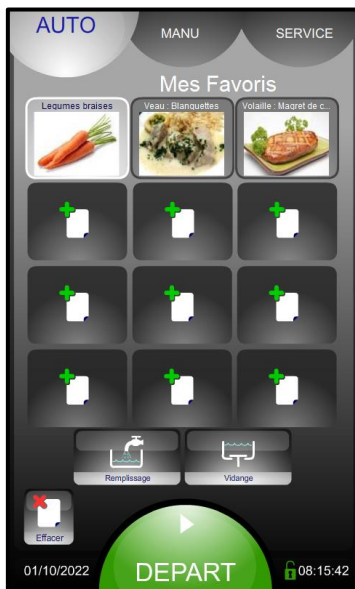 AUTO
MANU
SERVICE
Mes Favoris
Legumes braises
Veau : Blanquettes
Volaille : Magret de c...
Remplissage
Vidange
Effacer
01/10/2022
DEPART
08:15:42